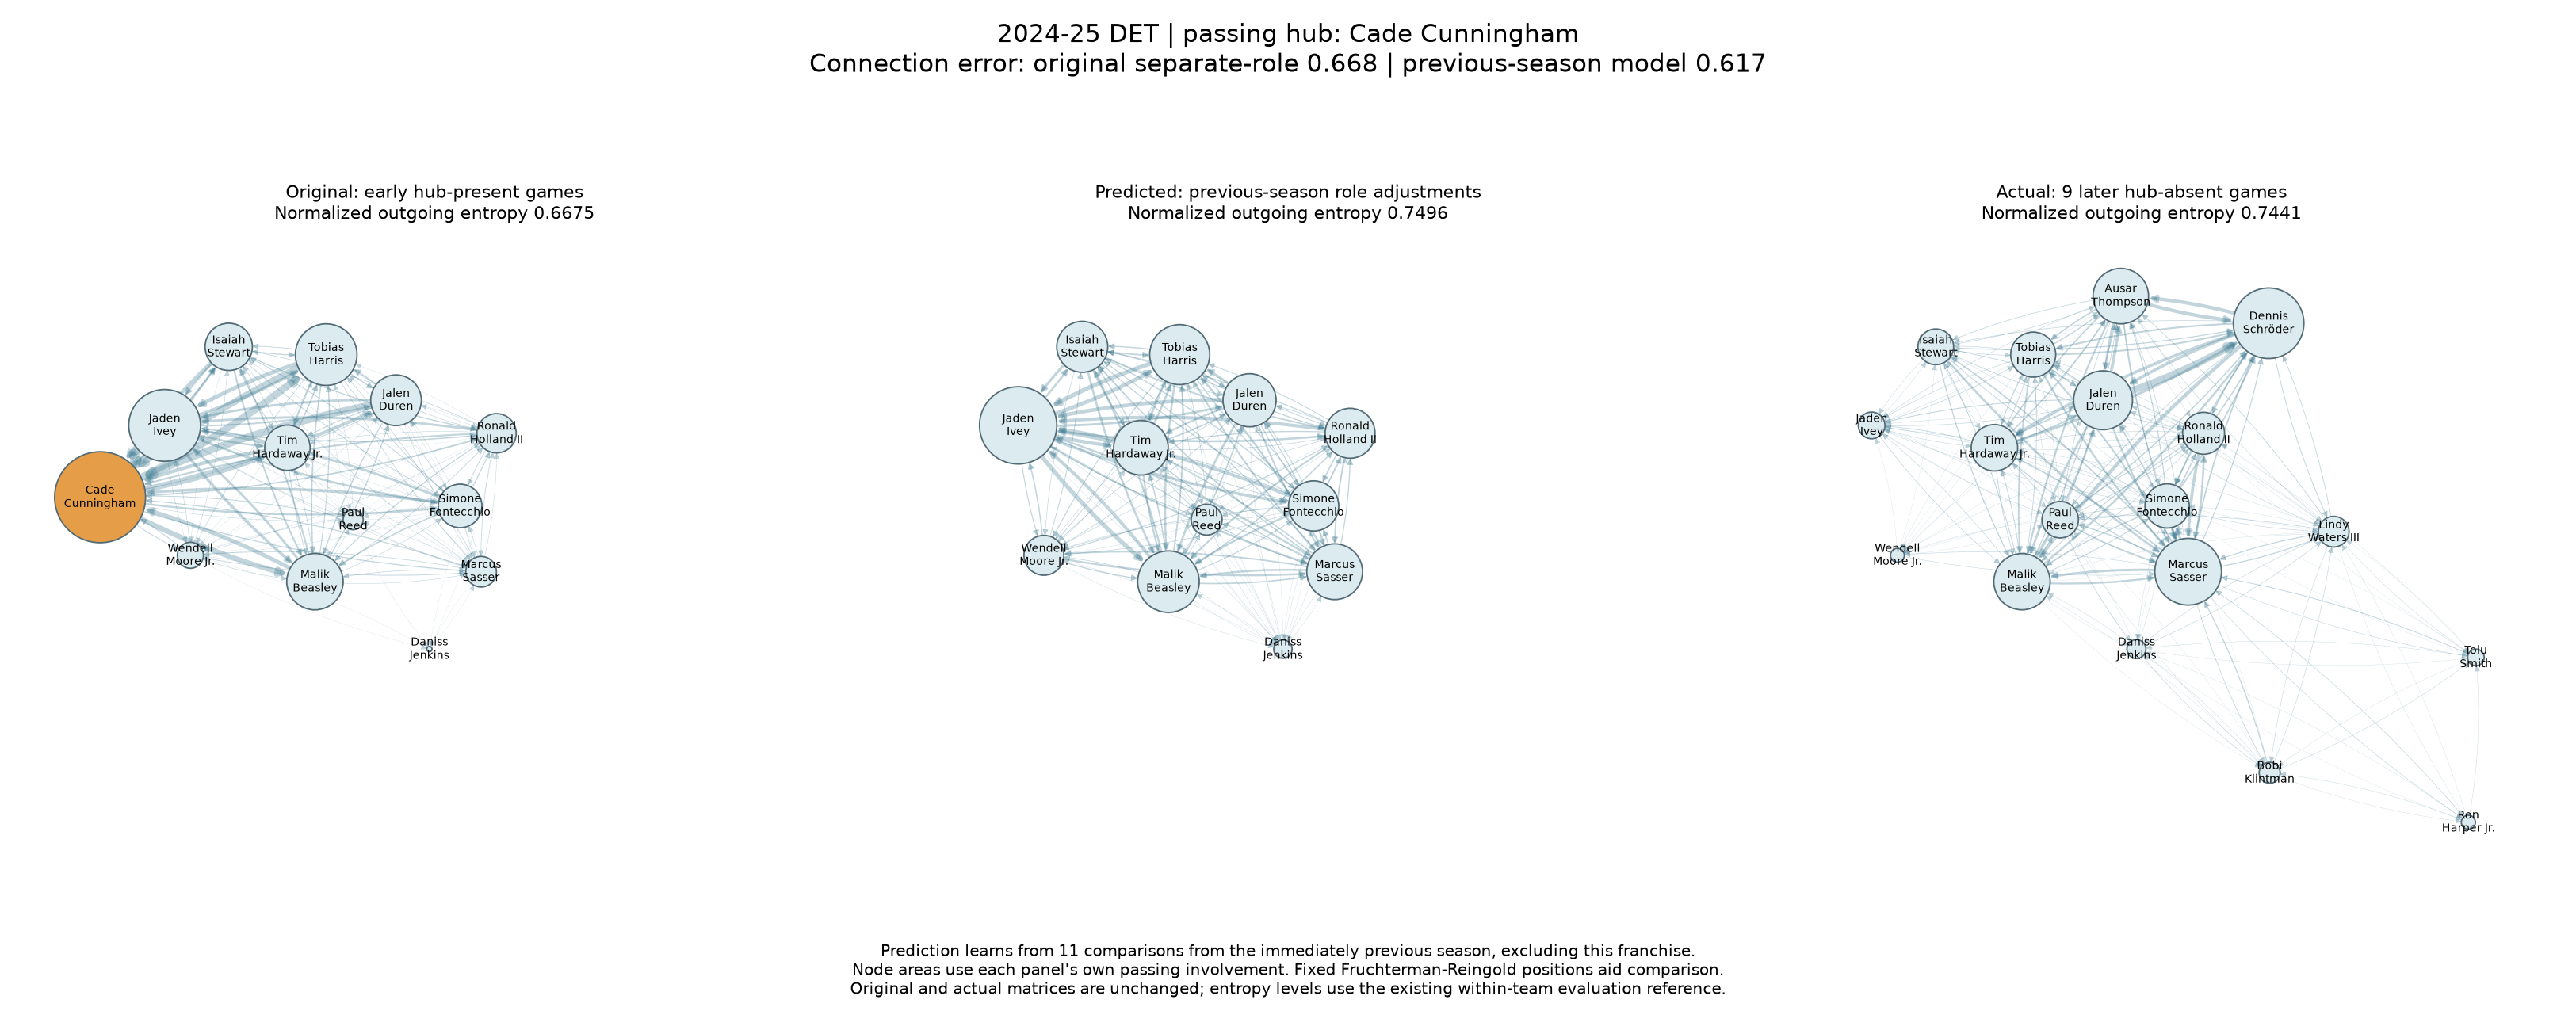 2024-25 DET | passing hub: Cade Cunningham
Connection error: original separate-role 0.668 | previous-season model 0.617
Original: early hub-present games
Normalized outgoing entropy 0.6675
Isaiah
Stewart
Tobias
Harris
Jaden
Ivey
Jalen
Duren
Tim
Hardaway Jr.
Ronald
Holland II
Cade
Cunningham
Simone
Fontecchio
Paul
Reed
Wendell
Moore Jr.
Malik
Beasley
Marcus
Sasser
Daniss
Jenkins
Predicted: previous-season role adjustments
Normalized outgoing entropy 0.7496
Isaiah
Stewart
Tobias
Harris
Jaden
Ivey
Jalen
Duren
Tim
Hardaway Jr.
Ronald
Holland II
Simone
Fontecchio
Paul
Reed
Wendell
Moore Jr.
Malik
Beasley
Marcus
Sasser
Daniss
Jenkins
Actual: 9 later hub-absent games
Normalized outgoing entropy 0.7441
Ausar
Thompson
Dennis
Schröder
Isaiah
Stewart
Tobias
Harris
Jalen
Duren
Jaden
Ivey
Tim
Hardaway Jr.
Ronald
Holland II
Simone
Fontecchio
Paul
Reed
Lindy
Waters III
Wendell
Moore Jr.
Malik
Beasley
Marcus
Sasser
Daniss
Jenkins
Tolu
Smith
Bobi
Klintman
Ron
Harper Jr.
Prediction learns from 11 comparisons from the immediately previous season, excluding this franchise.
Node areas use each panel's own passing involvement. Fixed Fruchterman-Reingold positions aid comparison.
Original and actual matrices are unchanged; entropy levels use the existing within-team evaluation reference.